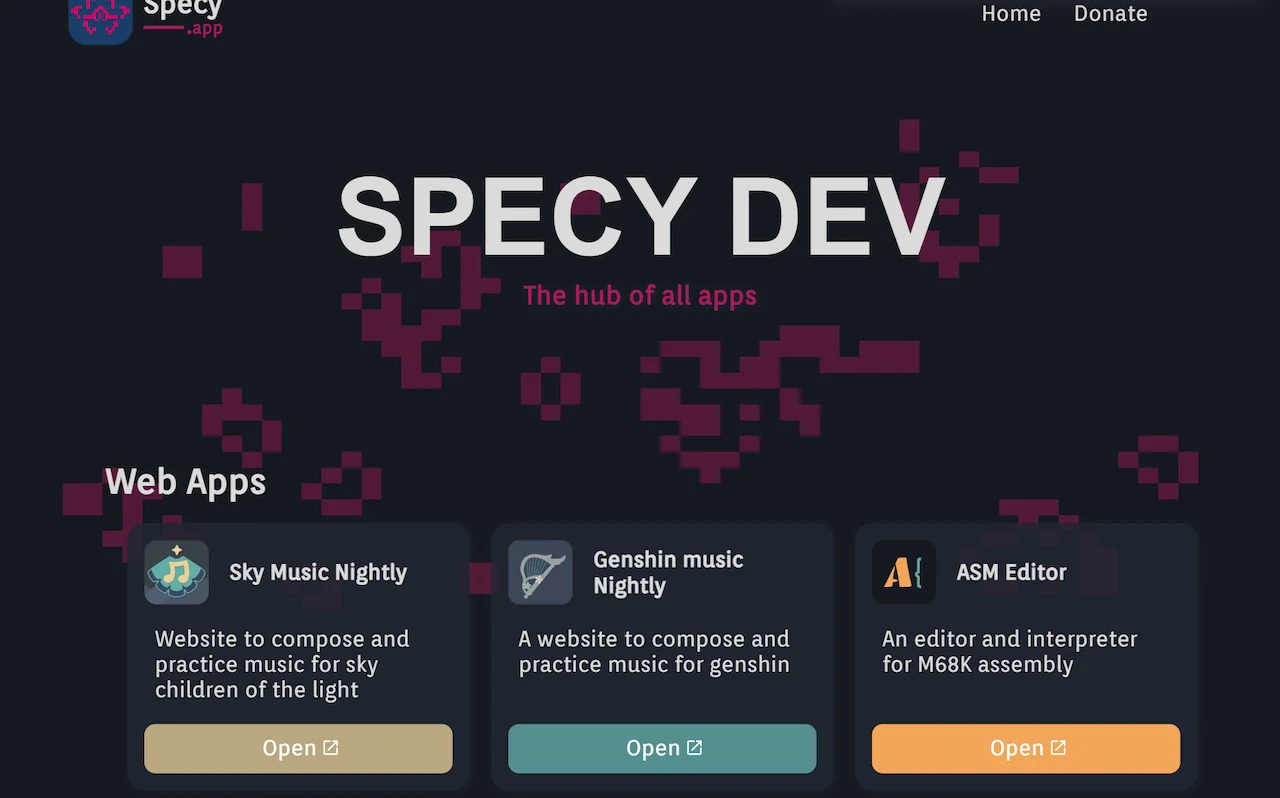 Specy
.app
Home Donate
SPECY DEV
The hub of all apps
Web Apps
Sky Music Nightly
Website to compose and
practice music for sky
children of the light
Open
Genshin music
Nightly
A website to compose and
practice music for genshin
Open
ASM Editor
An editor and interpreter
for M68K assembly
Open